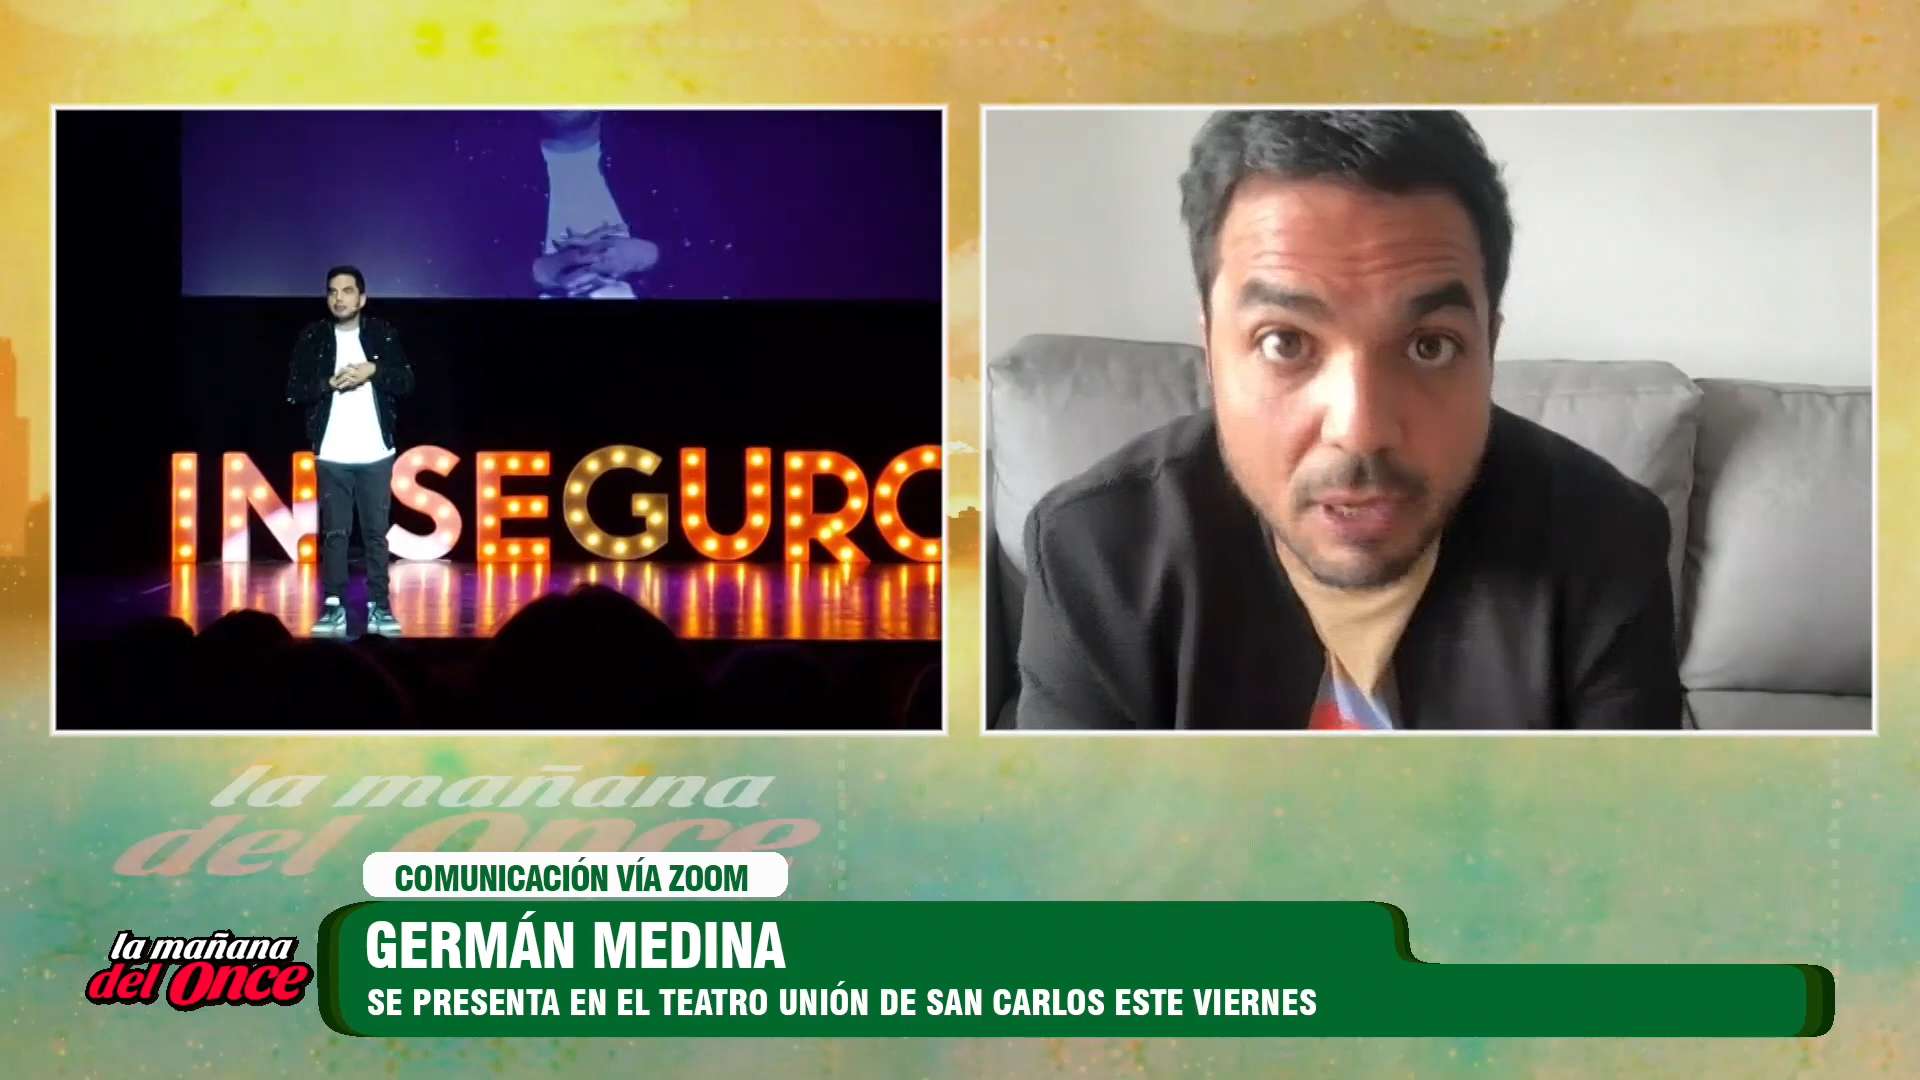 INSEGURO
la mañana
del Once
COMUNICACIÓN VÍA ZOOM
la mañana
del Once
GERMÁN MEDINA
SE PRESENTA EN EL TEATRO UNIÓN DE SAN CARLOS ESTE VIERNES